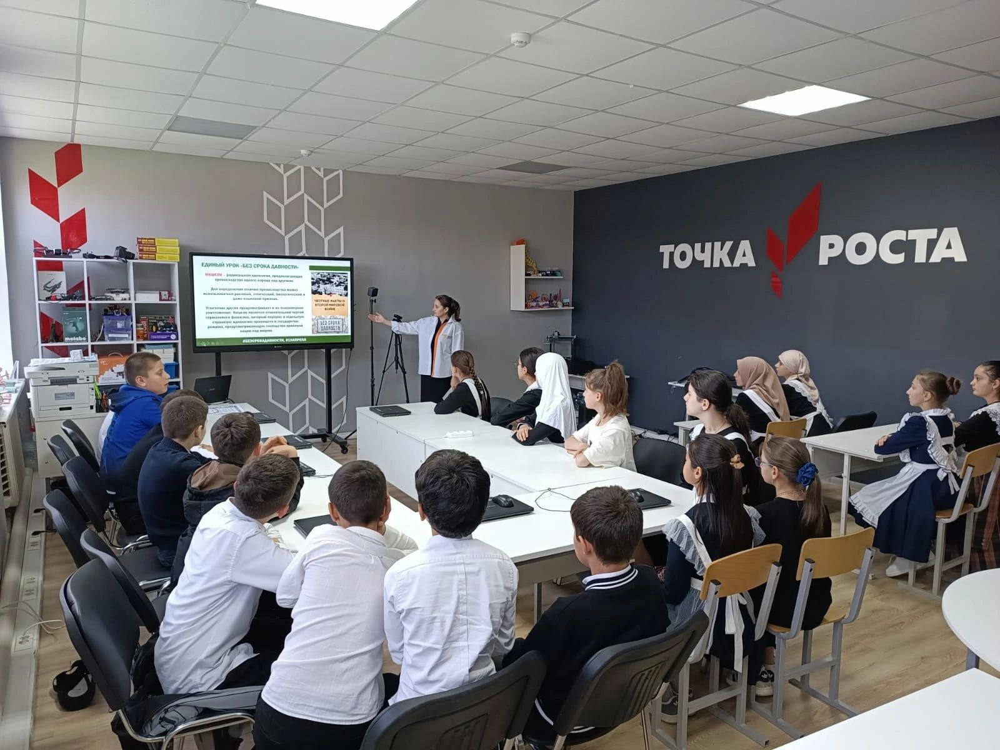 ЕДИНЫЙ УРОК «БЕЗ СРОКА ДАВНОСТИ»
НАЦИЗМ – радикальная идеология, предполагающая
превосходство одного народа над другими.
Для определения отличия превосходства может
использоваться расовый, этнический, биологический и
даже языковой признак.
Угнетение других предусматривает и их планомерное
уничтожение. Нацизм является отличительной чертой
германского фашизма, который перерос в отдельную
страшную идеологию правящего в государстве
режима, предусматривающую господство арийской
нации над миром.
ЧЕСТНЫЕ ФАКТЫ О
ВТОРОЙ МИРОВОЙ
ВОЙНЕ
БЕЗ СРОКА
ДАВНОСТИ
#БЕЗСРОКАДАВНОСТИ, #19АПРЕЛЯ
metabo
ТОЧКА РОСТА